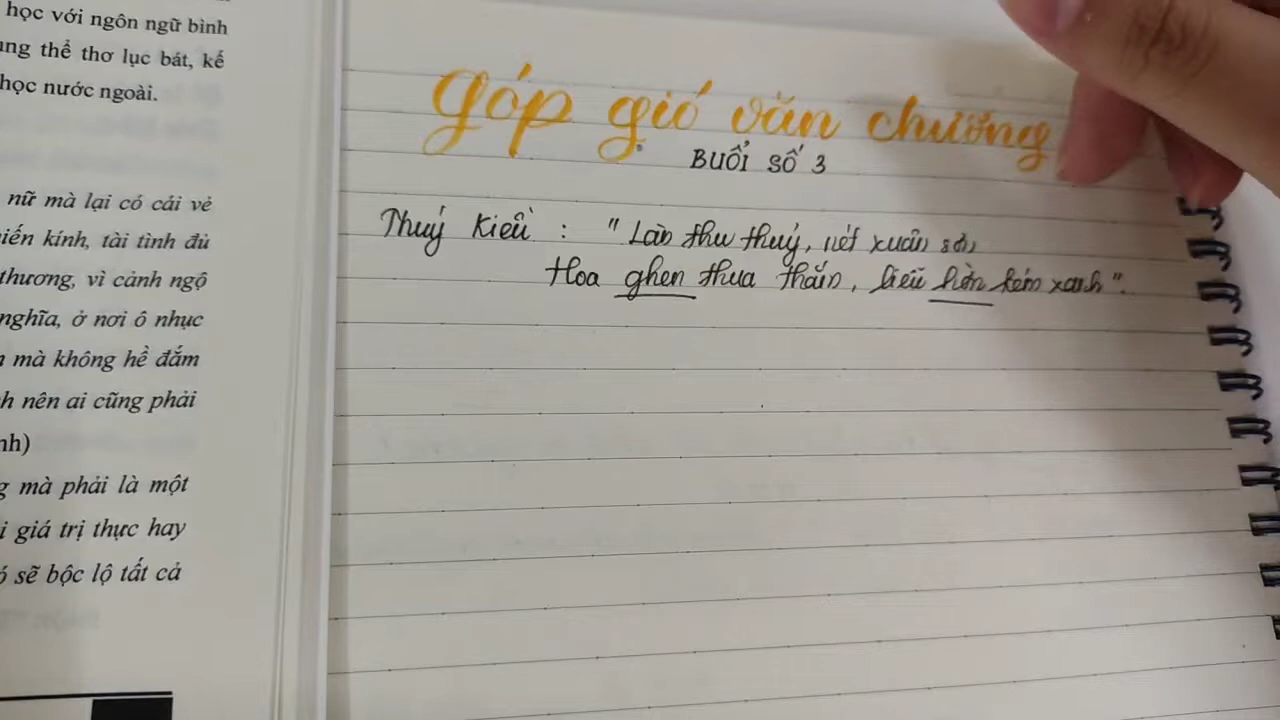 học với ngôn ngữ bình
ung thể thơ lục bát, kế
học nước ngoài.
nữ mà lại có cái vẻ
iến kính, tài tình đủ
thương, vì cảnh ngộ
nghĩa, ở nơi ô nhục
mà không hề đắm
h nên ai cũng phải
nh)
g mà phải là một
i giá trị thực hay
ó sẽ bộc lộ tất cả
góp gió văn chương
BUỔI SỐ 3
Thuý Kiều : "Làn thu thuỷ, nét xuân sơn
Hoa ghen thua thắm, liễu hờn kém xanh".